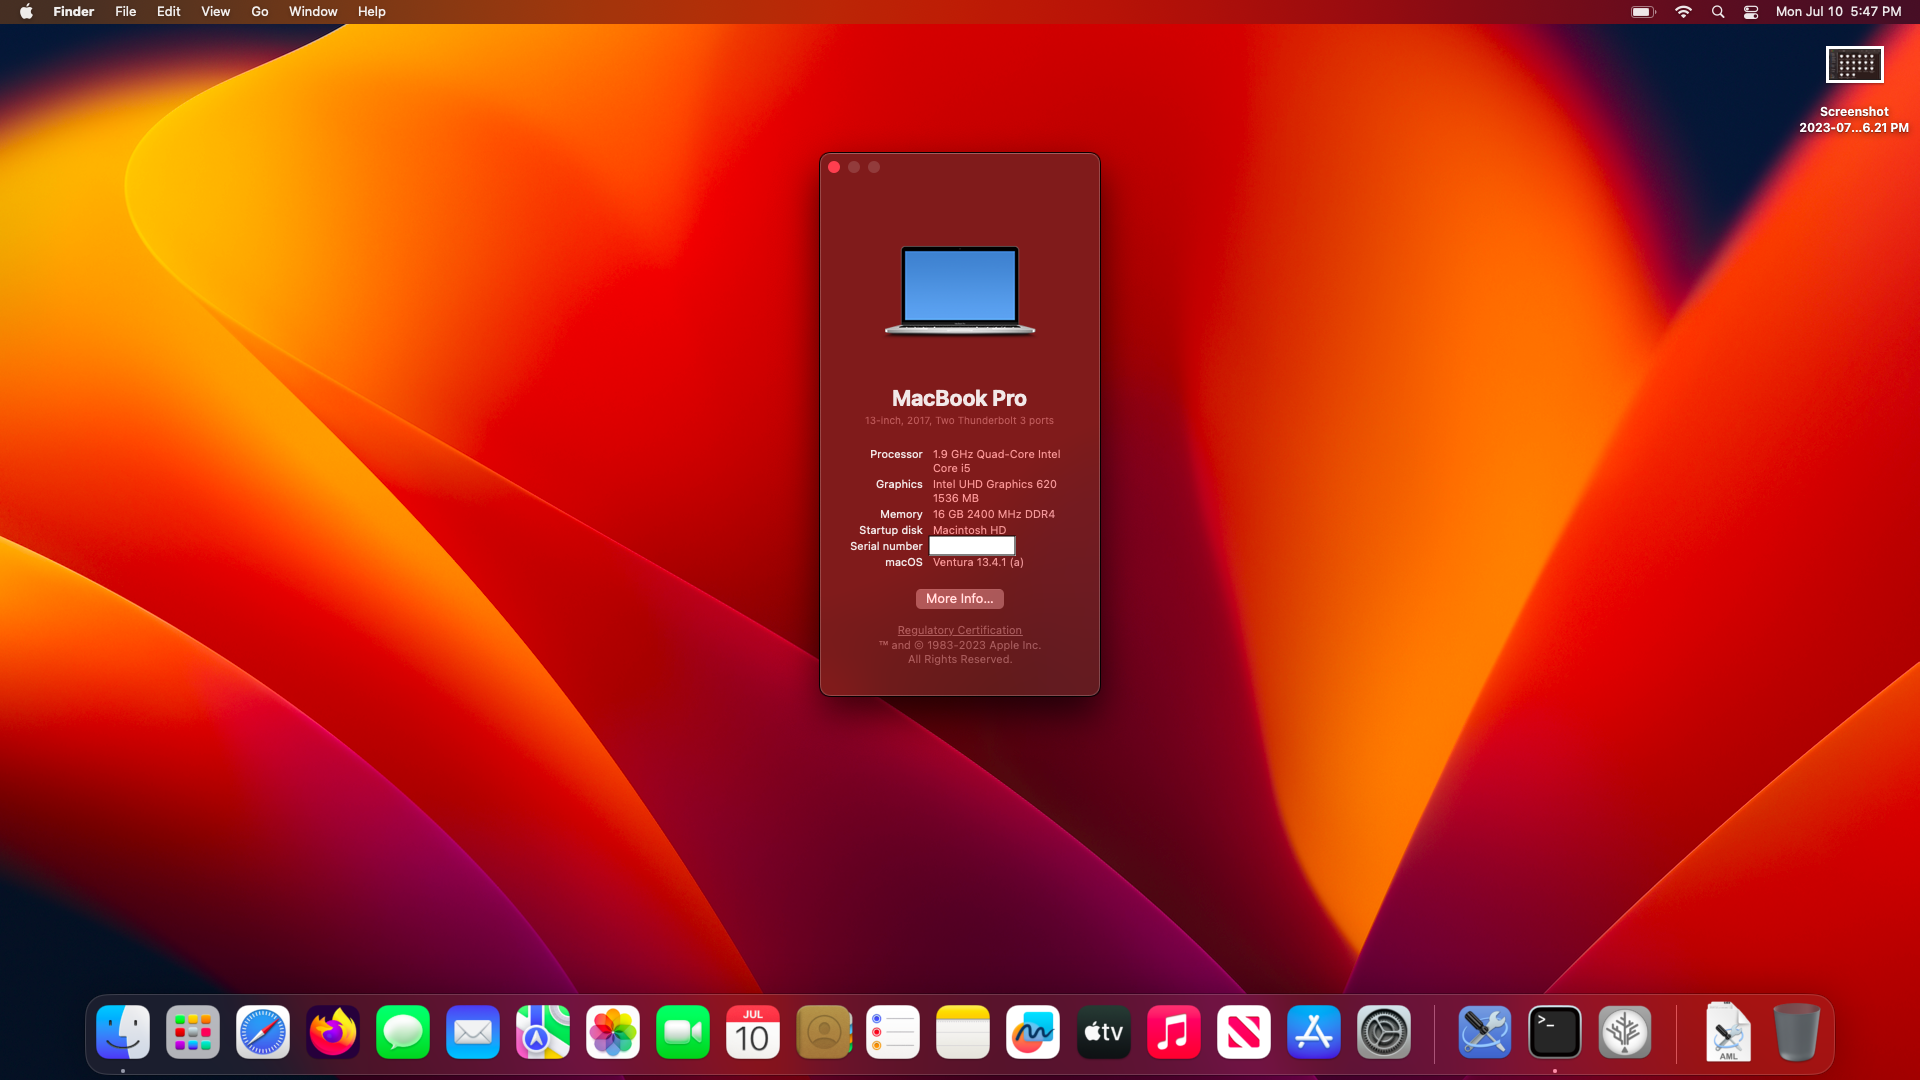 Finder File Edit View Go Window Help
Mon Jul 10 5:47 PM
Screenshot
2023-07...6.21 PM
MacBook Pro
13-inch, 2017, Two Thunderbolt 3 ports
Processor 1.9 GHz Quad-Core Intel
Core i5
Graphics Intel UHD Graphics 620
1536 MB
Memory 16 GB 2400 MHz DDR4
Startup disk Macintosh HD
Serial number
macOS Ventura 13.4.1 (a)
More Info...
Regulatory Certification
™ and © 1983-2023 Apple Inc.
All Rights Reserved.
JUL
10
tv
>_
AML